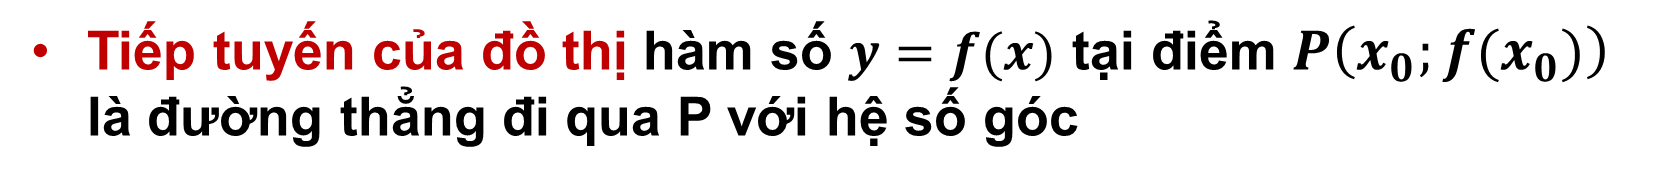 • Tiếp tuyến của đồ thị hàm số y = f(x) tại điểm P(x₀; f(x₀))
là đường thẳng đi qua P với hệ số góc